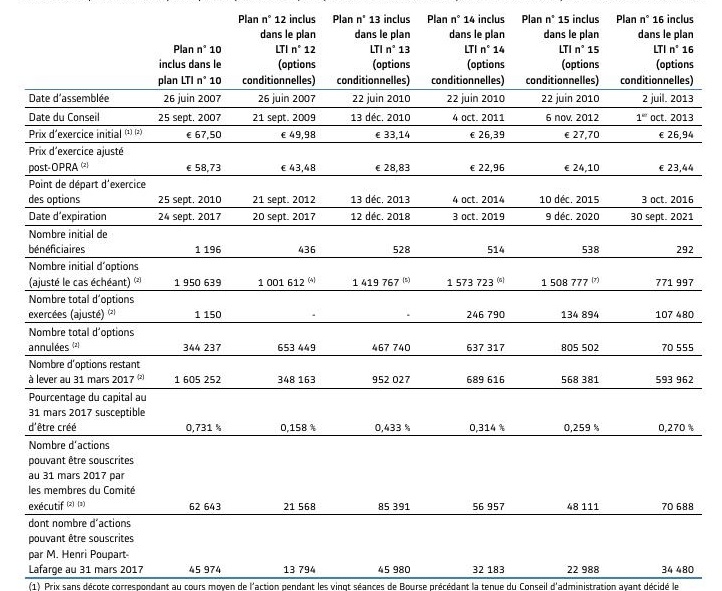 Plan n° 10 inclus dans le plan LTI n° 10 | Plan n° 12 inclus dans le plan LTI n° 12 (options conditionnelles) | Plan n° 13 inclus dans le plan LTI n° 13 (options conditionnelles) | Plan n° 14 inclus dans le plan LTI n° 14 (options conditionnelles) | Plan n° 15 inclus dans le plan LTI n° 15 (options conditionnelles) | Plan n° 16 inclus dans le plan LTI n° 16 (options conditionnelles)
Date d'assemblée 26 juin 2007 26 juin 2007 22 juin 2010 22 juin 2010 22 juin 2010 2 juil. 2013
Date du Conseil 25 sept. 2007 21 sept. 2009 13 déc. 2010 4 oct. 2011 6 nov. 2012 1er oct. 2013
Prix d'exercice initial (1) (2) € 67,50 € 49,98 € 33,14 € 26,39 € 27,70 € 26,94
Prix d'exercice ajusté
post-OPRA (2) € 58,73 € 43,48 € 28,83 € 22,96 € 24,10 € 23,44
Point de départ d'exercice
des options 25 sept. 2010 21 sept. 2012 13 déc. 2013 4 oct. 2014 10 déc. 2015 3 oct. 2016
Date d'expiration 24 sept. 2017 20 sept. 2017 12 déc. 2018 3 oct. 2019 9 déc. 2020 30 sept. 2021
Nombre initial de
bénéficiaires 1 196 436 528 514 538 292
Nombre initial d'options
(ajusté le cas échéant) (2) 1 950 639 1 001 612 (4) 1 419 767 (5) 1 573 723 (6) 1 508 777 (7) 771 997
Nombre total d'options
exercées (ajusté) (2) 1 150 - - 246 790 134 894 107 480
Nombre total d'options
annulées (2) 344 237 653 449 467 740 637 317 805 502 70 555
Nombre d'options restant
à lever au 31 mars 2017 (2) 1 605 252 348 163 952 027 689 616 568 381 593 962
Pourcentage du capital au
31 mars 2017 susceptible
d'être créé 0,731 % 0,158 % 0,433 % 0,314 % 0,259 % 0,270 %
Nombre d'actions
pouvant être souscrites
au 31 mars 2017 par
les membres du Comité
exécutif (2) (3) 62 643 21 568 85 391 56 957 48 111 70 688
dont nombre d'actions
pouvant être souscrites
par M. Henri Poupart-
Lafarge au 31 mars 2017 45 974 13 794 45 980 32 183 22 988 34 480
(1) Prix sans décote correspondant au cours moyen de l'action pendant les vingt séances de Bourse précédant la tenue du Conseil d'administration ayant décidé le